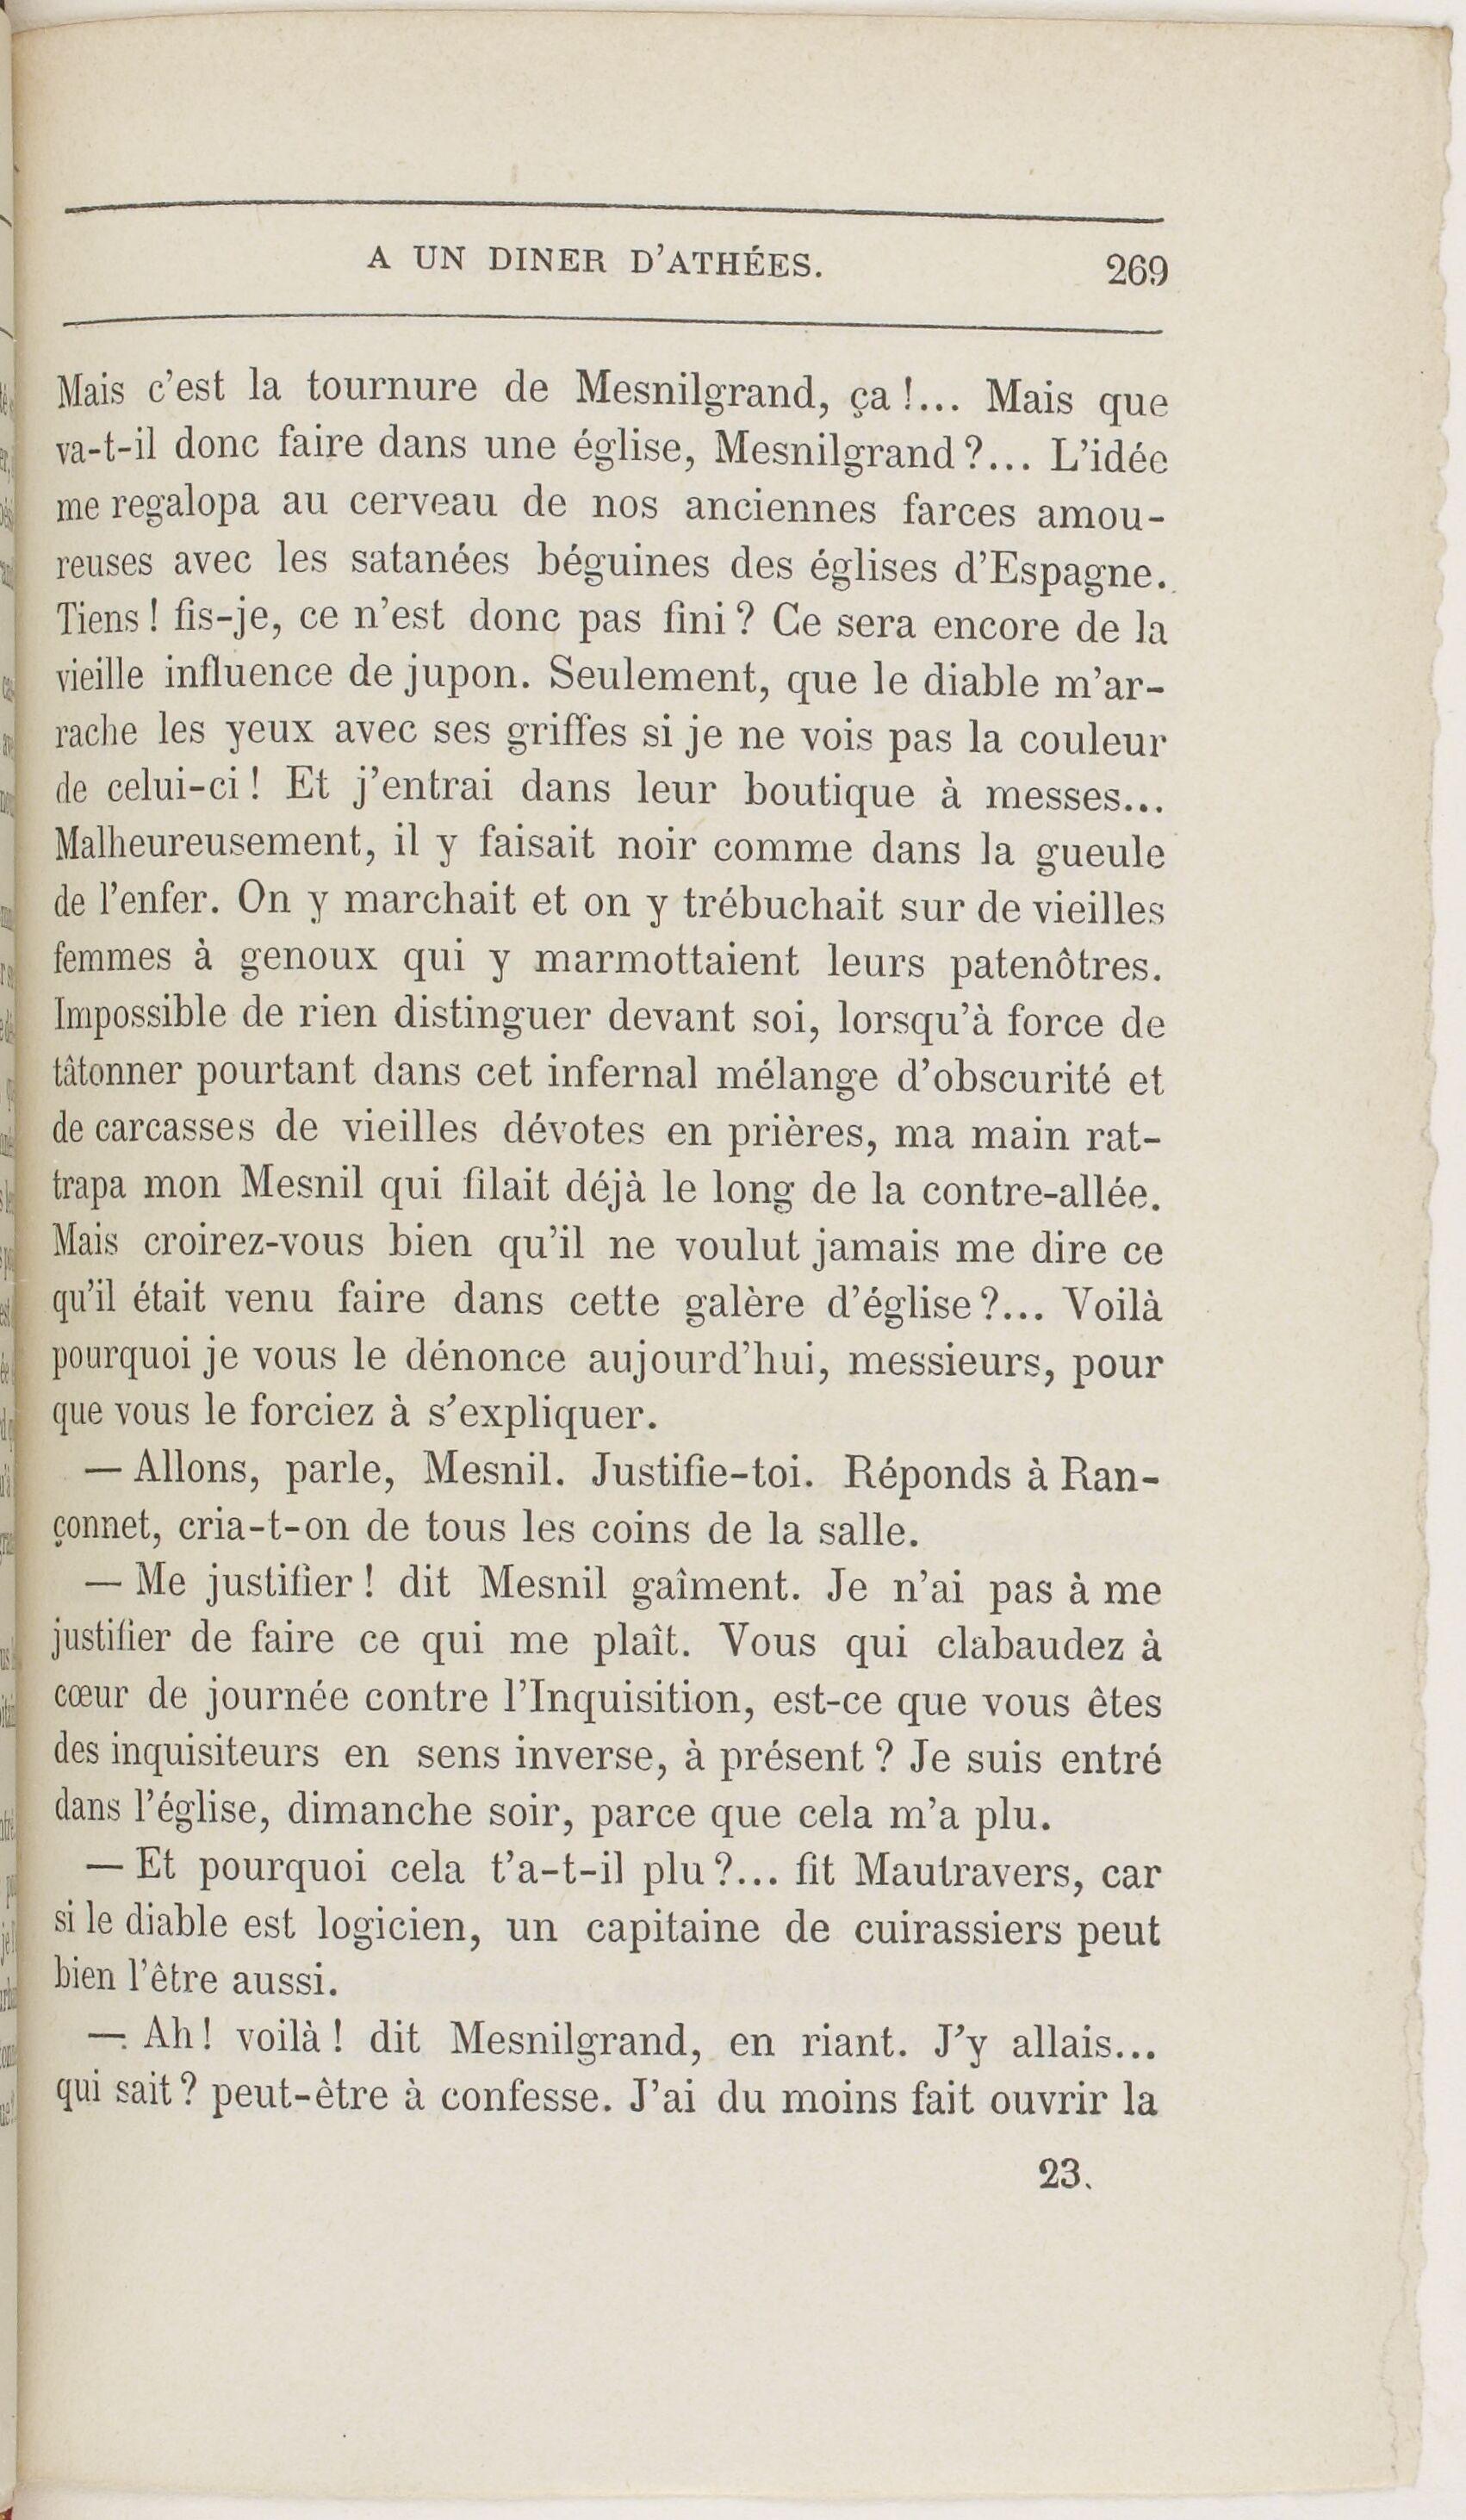 A UN DINER D'ATHÉES.
269
Mais c'est la tournure de Mesnilgrand, ça !... Mais que
va-t-il donc faire dans une église, Mesnilgrand ?... L'idée
me regalopa au cerveau de nos anciennes farces amou-
reuses avec les satanées béguines des églises d'Espagne.
Tiens ! fis-je, ce n'est donc pas fini ? Ce sera encore de la
vieille influence de jupon. Seulement, que le diable m'ar-
rache les yeux avec ses griffes si je ne vois pas la couleur
de celui-ci ! Et j'entrai dans leur boutique à messes...
Malheureusement, il y faisait noir comme dans la gueule
de l'enfer. On y marchait et on y trébuchait sur de vieilles
femmes à genoux qui y marmottaient leurs patenôtres.
Impossible de rien distinguer devant soi, lorsqu'à force de
tâtonner pourtant dans cet infernal mélange d'obscurité et
de carcasses de vieilles dévotes en prières, ma main rat-
trapa mon Mesnil qui filait déjà le long de la contre-allée.
Mais croirez-vous bien qu'il ne voulut jamais me dire ce
qu'il était venu faire dans cette galère d'église ?... Voilà
pourquoi je vous le dénonce aujourd'hui, messieurs, pour
que vous le forciez à s'expliquer.
— Allons, parle, Mesnil. Justifie-toi. Réponds à Ran-
çonnet, cria-t-on de tous les coins de la salle.
— Me justifier ! dit Mesnil gaîment. Je n'ai pas à me
justifier de faire ce qui me plaît. Vous qui clabaudez à
cœur de journée contre l'Inquisition, est-ce que vous êtes
des inquisiteurs en sens inverse, à présent ? Je suis entré
dans l'église, dimanche soir, parce que cela m'a plu.
— Et pourquoi cela t'a-t-il plu ?... fit Mautravers, car
si le diable est logicien, un capitaine de cuirassiers peut
bien l'être aussi.
— Ah ! voilà ! dit Mesnilgrand, en riant. J'y allais...
qui sait ? peut-être à confesse. J'ai du moins fait ouvrir la
23.